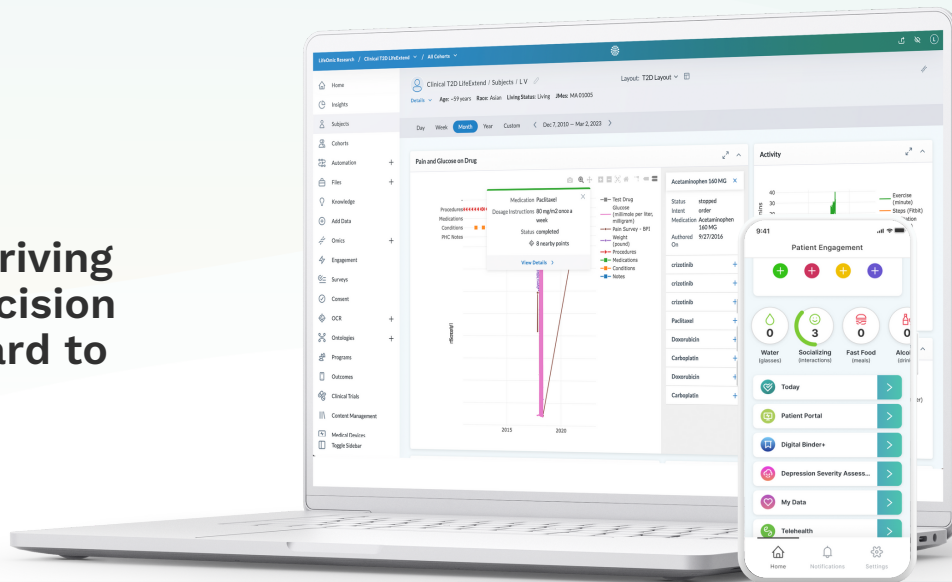 riving
cision
ard to
LifeOmic Research / Clinical T2D LifeExtend / All Cohorts
L
Home
Insights
Subjects
Cohorts
Automation +
Files +
Knowledge
Add Data
Omics +
Engagement
Surveys
Consent
OCR +
Ontologies +
Programs
Outcomes
Clinical Trials
Content Management
Medical Devices
Toggle Sidebar
Clinical T2D LifeExtend / Subjects / L V
Layout: T2D Layout
Details Age: ~59 years Race: Asian Living Status: Living JMes: MA 01005
Day Week Month Year Custom < Dec 7, 2010 — Mar 2, 2023 >
Pain and Glucose on Drug
Procedures
Medications
Conditions
PHC Notes
Medication Paclitaxel
Dosage Instructions 80 mg/m2 once a
week
Status completed
8 nearby points
View Details >
Test Drug
Glucose
(millimole per liter,
milligram)
Pain Survey - BPI
Weight
(pound)
Procedures
Medications
Conditions
Notes
2015 2020
Acetaminophen 160 MG ×
Status stopped
Intent order
Medication Acetaminophen
160 MG
Authored 9/27/2016
On
crizotinib +
crizotinib +
crizotinib +
Paclitaxel +
Doxorubicin +
Carboplatin +
Doxorubicin +
Carboplatin +
Activity
40
30
20
Exercise
(minute)
Steps (Fitbit)
9:41
Patient Engagement
0
3
0
0
Water
(glasses)
Socializing
(interactions)
Fast Food
(meals)
Alcol
(drin
Today
Patient Portal
Digital Binder+
Depression Severity Assess...
My Data
Telehealth
Home Notifications Settings